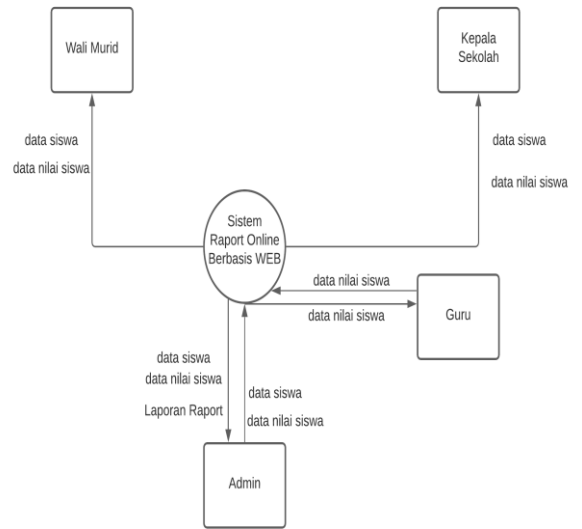 Wali Murid
Kepala
Sekolah
data siswa
data nilai siswa
data siswa
data nilai siswa
Sistem
Raport Online
Berbasis WEB
data nilai siswa
data nilai siswa
Guru
data siswa
data nilai siswa
Laporan Raport
data siswa
data nilai siswa
Admin